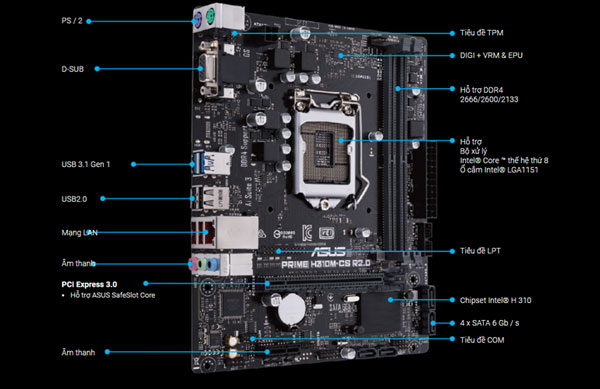 PS / 2
D-SUB
USB 3.1 Gen 1
USB2.0
Mạng LAN
Âm thanh
PCI Express 3.0
• Hỗ trợ ASUS SafeSlot Core
Âm thanh
Tiêu đề TPM
DIGI + VRM & EPU
Hỗ trợ DDR4
2666/2600/2133
Hỗ trợ
Bộ xử lý
Intel® Core ™ thế hệ thứ 8
Ổ cắm Intel® LGA1151
Tiêu đề LPT
Chipset Intel® H 310
4 x SATA 6 Gb / s
Tiêu đề COM
DDR4 Support
ASUS
PRIME H310M-CS R2.0